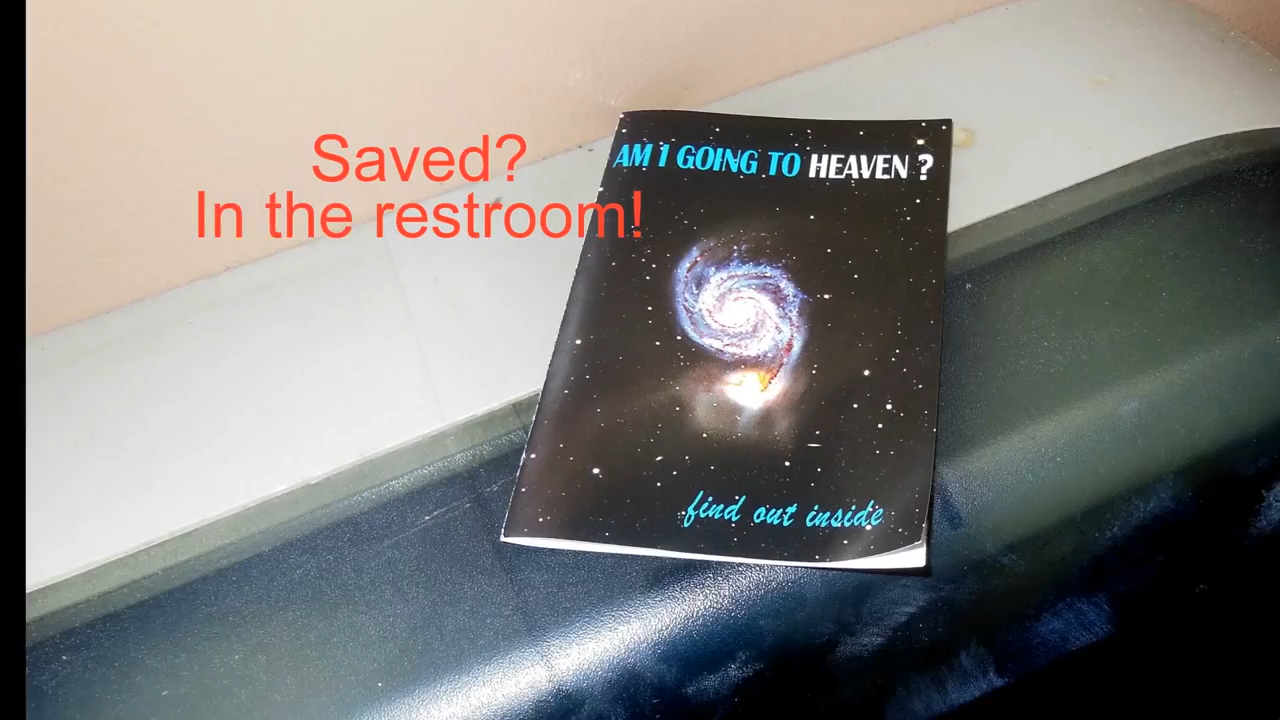 Saved?
In the restroom!
AM I GOING TO HEAVEN ?
find out inside